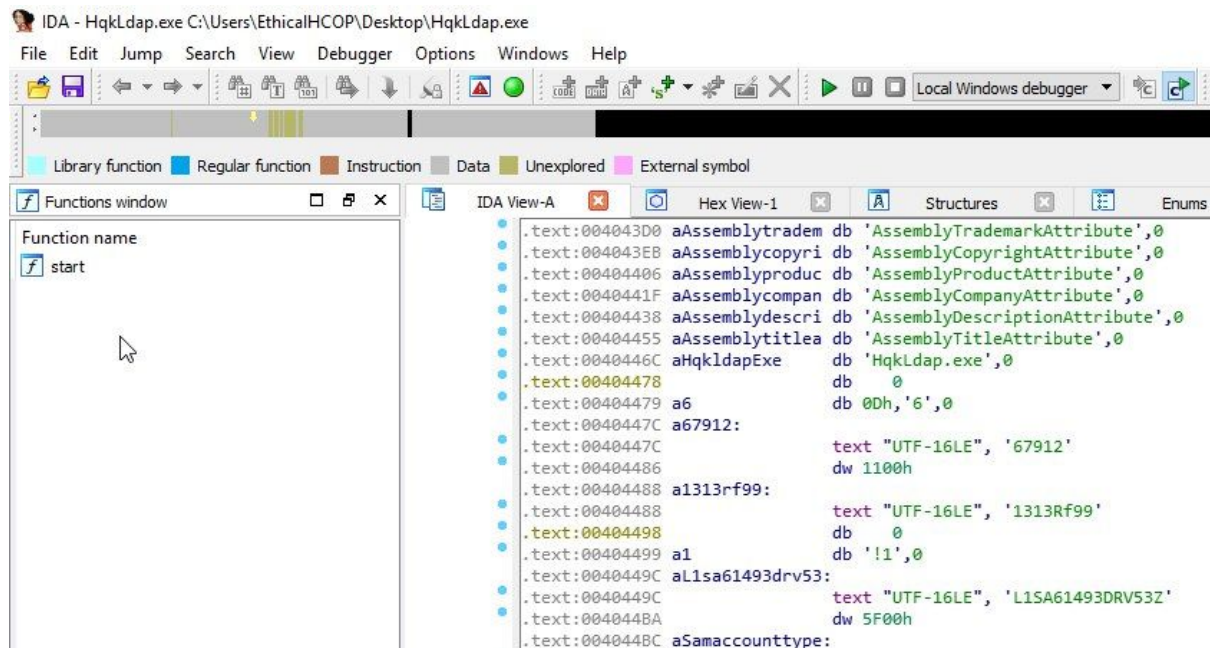 IDA - HqkLdap.exe C:\Users\EthicalHCOP\Desktop\HqkLdap.exe
File Edit Jump Search View Debugger Options Windows Help
Local Windows debugger
Library function Regular function Instruction Data Unexplored External symbol
Functions window
IDA View-A Hex View-1 Structures Enums
Function name
start
.text:004043D0 aAssemblytradem db 'AssemblyTrademarkAttribute',0
.text:004043EB aAssemblycopyri db 'AssemblyCopyrightAttribute',0
.text:00404406 aAssemblyproduc db 'AssemblyProductAttribute',0
.text:0040441F aAssemblycompan db 'AssemblyCompanyAttribute',0
.text:00404438 aAssemblydescri db 'AssemblyDescriptionAttribute',0
.text:00404455 aAssemblytitlea db 'AssemblyTitleAttribute',0
.text:0040446C aHqkldapExe db 'HqkLdap.exe',0
.text:00404478 db 0
.text:00404479 a6 db 0Dh,'6',0
.text:0040447C a67912:
.text:0040447C text "UTF-16LE", '67912'
.text:00404486 dw 1100h
.text:00404488 a1313rf99:
.text:00404488 text "UTF-16LE", '1313Rf99'
.text:00404498 db 0
.text:00404499 a1 db '!1',0
.text:0040449C aL1sa61493drv53:
.text:0040449C text "UTF-16LE", 'L1SA61493DRV53Z'
.text:004044BA dw 5F00h
.text:004044BC aSamaccounttype: